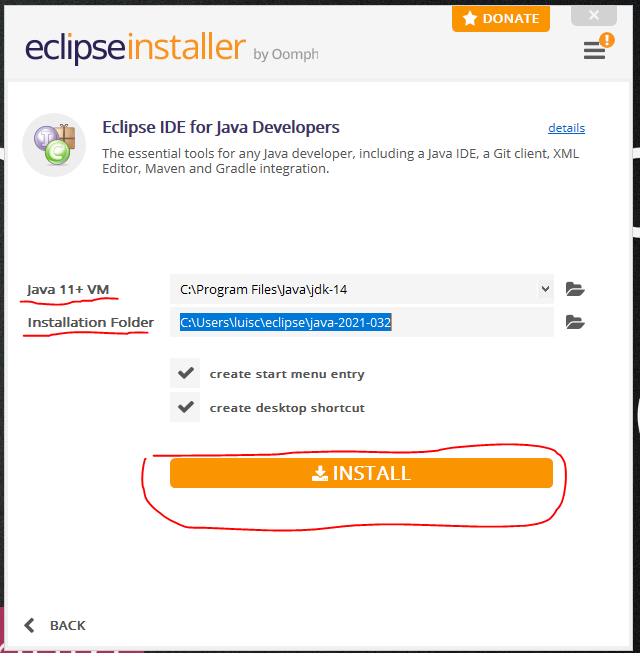 DONATE
eclipseinstaller by Oomph
!
Eclipse IDE for Java Developers
details
The essential tools for any Java developer, including a Java IDE, a Git client, XML
Editor, Maven and Gradle integration.
Java 11+ VM
C:\Program Files\Java\jdk-14
Installation Folder
C:\Users\luisc\eclipse\java-2021-032
create start menu entry
create desktop shortcut
INSTALL
BACK